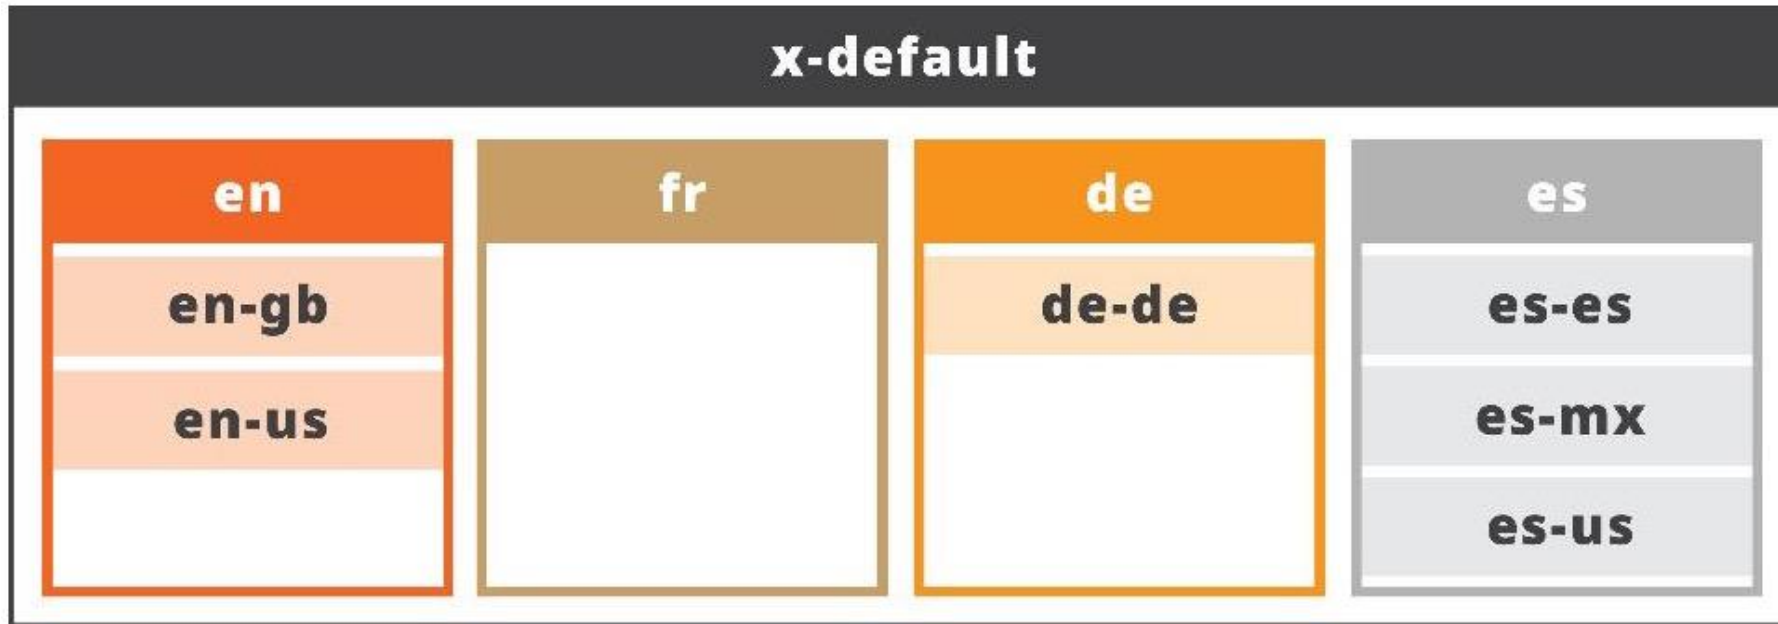 x-default
en
en-gb
en-us
fr
de
de-de
es
es-es
es-mx
es-us